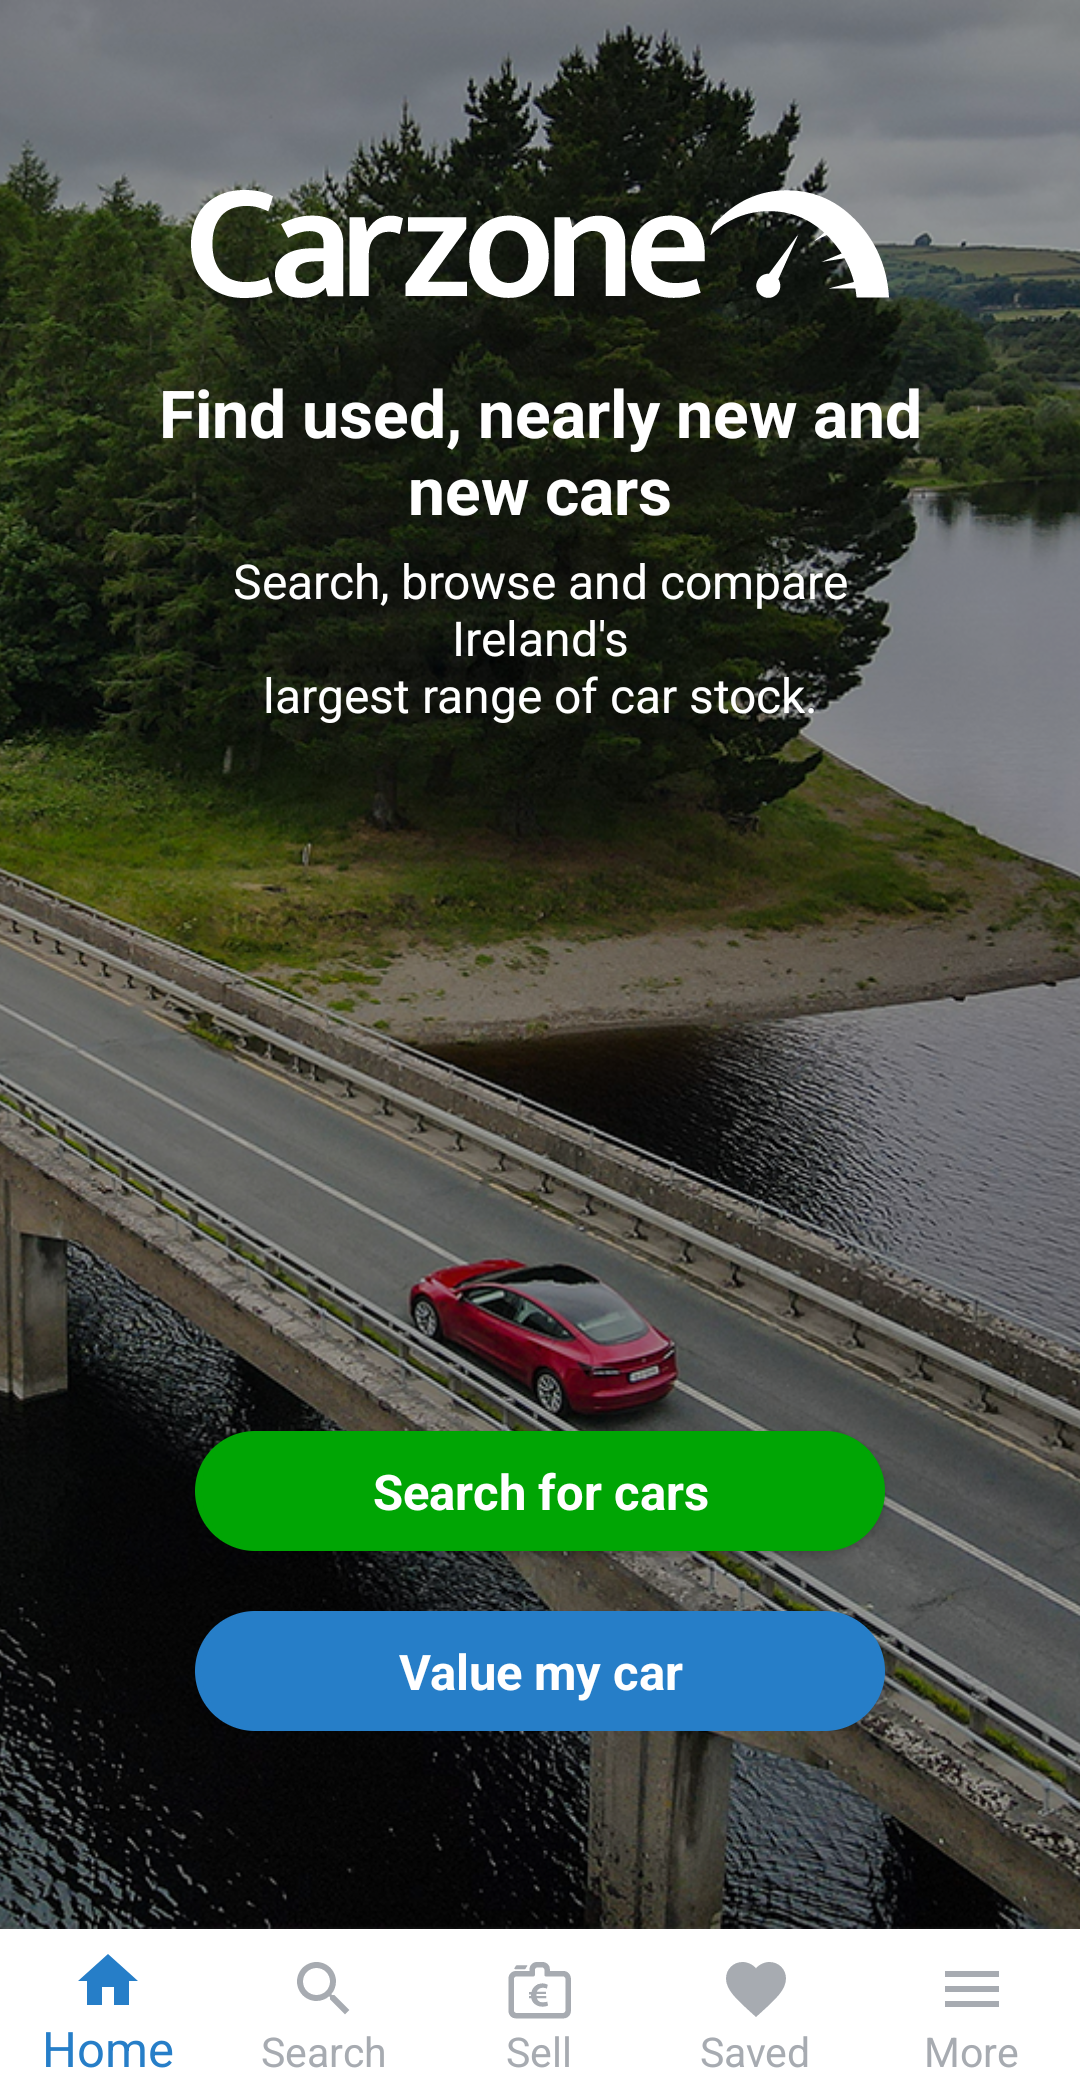 Carzone
Find used, nearly new and
new cars
Search, browse and compare
Ireland's
largest range of car stock.
Search for cars
Value my car
€
Home
Search
Sell
Saved
More